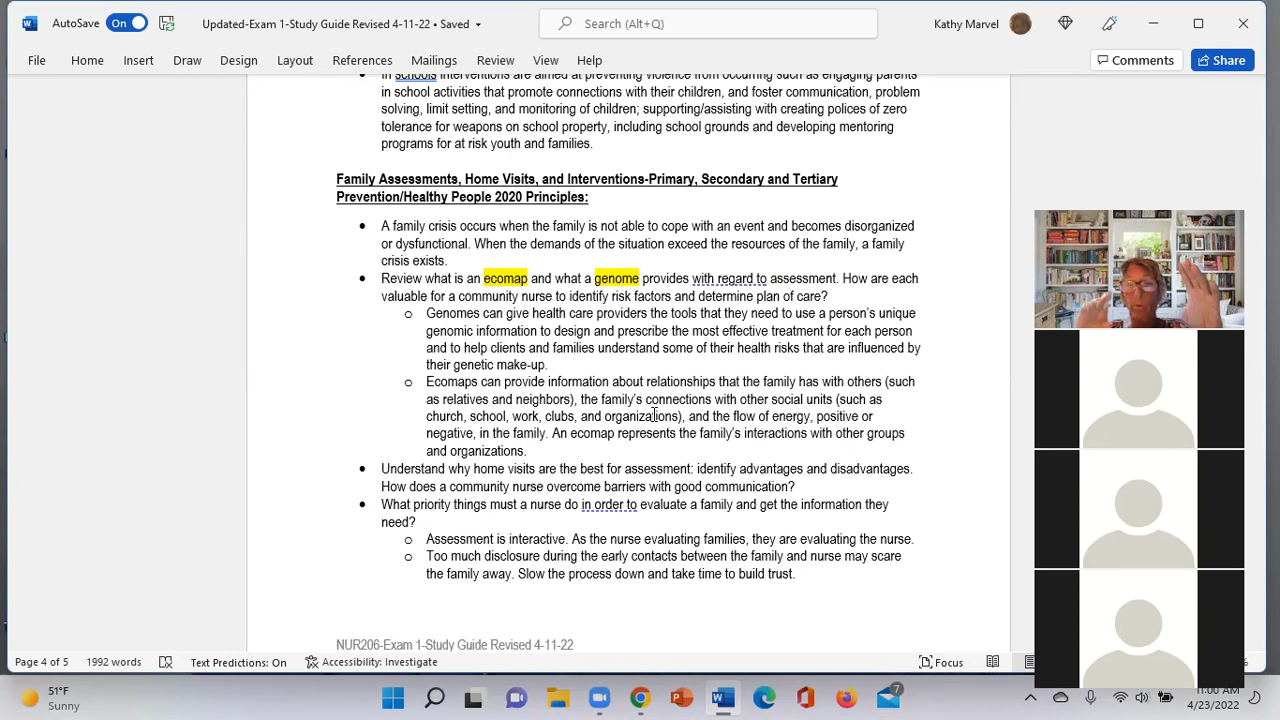 AutoSave On Updated-Exam 1-Study Guide Revised 4-11-22 • Saved Search (Alt+Q) Kathy Marvel
File Home Insert Draw Design Layout References Mailings Review View Help Comments Share
In schools interventions are aimed at preventing violence from occurring such as engaging parents
in school activities that promote connections with their children, and foster communication, problem
solving, limit setting, and monitoring of children; supporting/assisting with creating polices of zero
tolerance for weapons on school property, including school grounds and developing mentoring
programs for at risk youth and families.
Family Assessments, Home Visits, and Interventions-Primary, Secondary and Tertiary
Prevention/Healthy People 2020 Principles:
• A family crisis occurs when the family is not able to cope with an event and becomes disorganized
or dysfunctional. When the demands of the situation exceed the resources of the family, a family
crisis exists.
• Review what is an ecomap and what a genome provides with regard to assessment. How are each
valuable for a community nurse to identify risk factors and determine plan of care?
o Genomes can give health care providers the tools that they need to use a person's unique
genomic information to design and prescribe the most effective treatment for each person
and to help clients and families understand some of their health risks that are influenced by
their genetic make-up.
o Ecomaps can provide information about relationships that the family has with others (such
as relatives and neighbors), the family's connections with other social units (such as
church, school, work, clubs, and organizations), and the flow of energy, positive or
negative, in the family. An ecomap represents the family's interactions with other groups
and organizations.
• Understand why home visits are the best for assessment: identify advantages and disadvantages.
How does a community nurse overcome barriers with good communication?
• What priority things must a nurse do in order to evaluate a family and get the information they
need?
o Assessment is interactive. As the nurse evaluating families, they are evaluating the nurse.
o Too much disclosure during the early contacts between the family and nurse may scare
the family away. Slow the process down and take time to build trust.
NUR206-Exam 1-Study Guide Revised 4-11-22
Page 4 of 5 1992 words Text Predictions: On Accessibility: Investigate Focus
51°F
Sunny
7
11:00 AM
4/23/2022